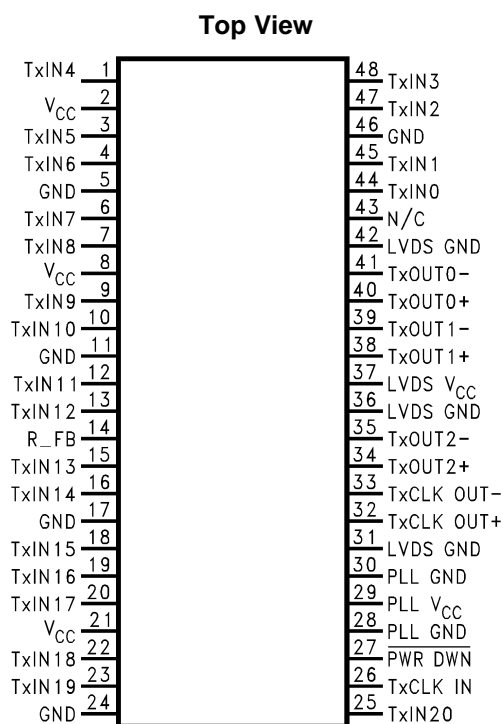 Top View
TxIN4 1 48 TxIN3
VCC 2 47 TxIN2
TxIN5 3 46 GND
TxIN6 4 45 TxIN1
GND 5 44 TxIN0
TxIN7 6 43 N/C
TxIN8 7 42 LVDS GND
VCC 8 41 TxOUT0-
TxIN9 9 40 TxOUT0+
TxIN10 10 39 TxOUT1-
GND 11 38 TxOUT1+
TxIN11 12 37 LVDS VCC
TxIN12 13 36 LVDS GND
R_FB 14 35 TxOUT2-
TxIN13 15 34 TxOUT2+
TxIN14 16 33 TxCLK OUT-
GND 17 32 TxCLK OUT+
TxIN15 18 31 LVDS GND
TxIN16 19 30 PLL GND
TxIN17 20 29 PLL VCC
VCC 21 28 PLL GND
TxIN18 22 27 PWR DWN
TxIN19 23 26 TxCLK IN
GND 24 25 TxIN20